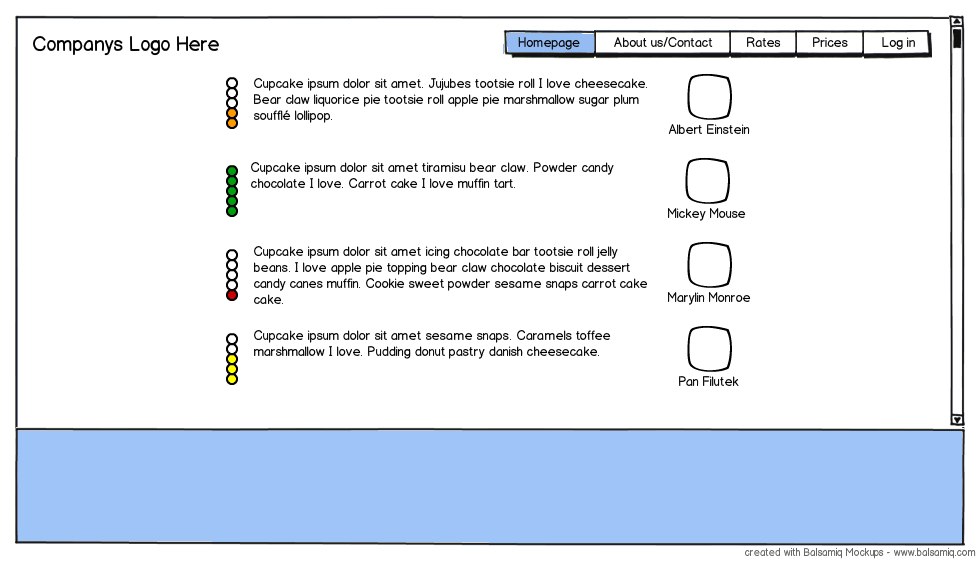 Companys Logo Here
Homepage About us/Contact Rates Prices Log in
Cupcake ipsum dolor sit amet. Jujubes tootsie roll I love cheesecake.
Bear claw liquorice pie tootsie roll apple pie marshmallow sugar plum
soufflé lollipop.
Albert Einstein
Cupcake ipsum dolor sit amet tiramisu bear claw. Powder candy
chocolate I love. Carrot cake I love muffin tart.
Mickey Mouse
Cupcake ipsum dolor sit amet icing chocolate bar tootsie roll jelly
beans. I love apple pie topping bear claw chocolate biscuit dessert
candy canes muffin. Cookie sweet powder sesame snaps carrot cake
cake.
Marylin Monroe
Cupcake ipsum dolor sit amet sesame snaps. Caramels toffee
marshmallow I love. Pudding donut pastry danish cheesecake.
Pan Filutek
created with Balsamiq Mockups - www.balsamiq.com